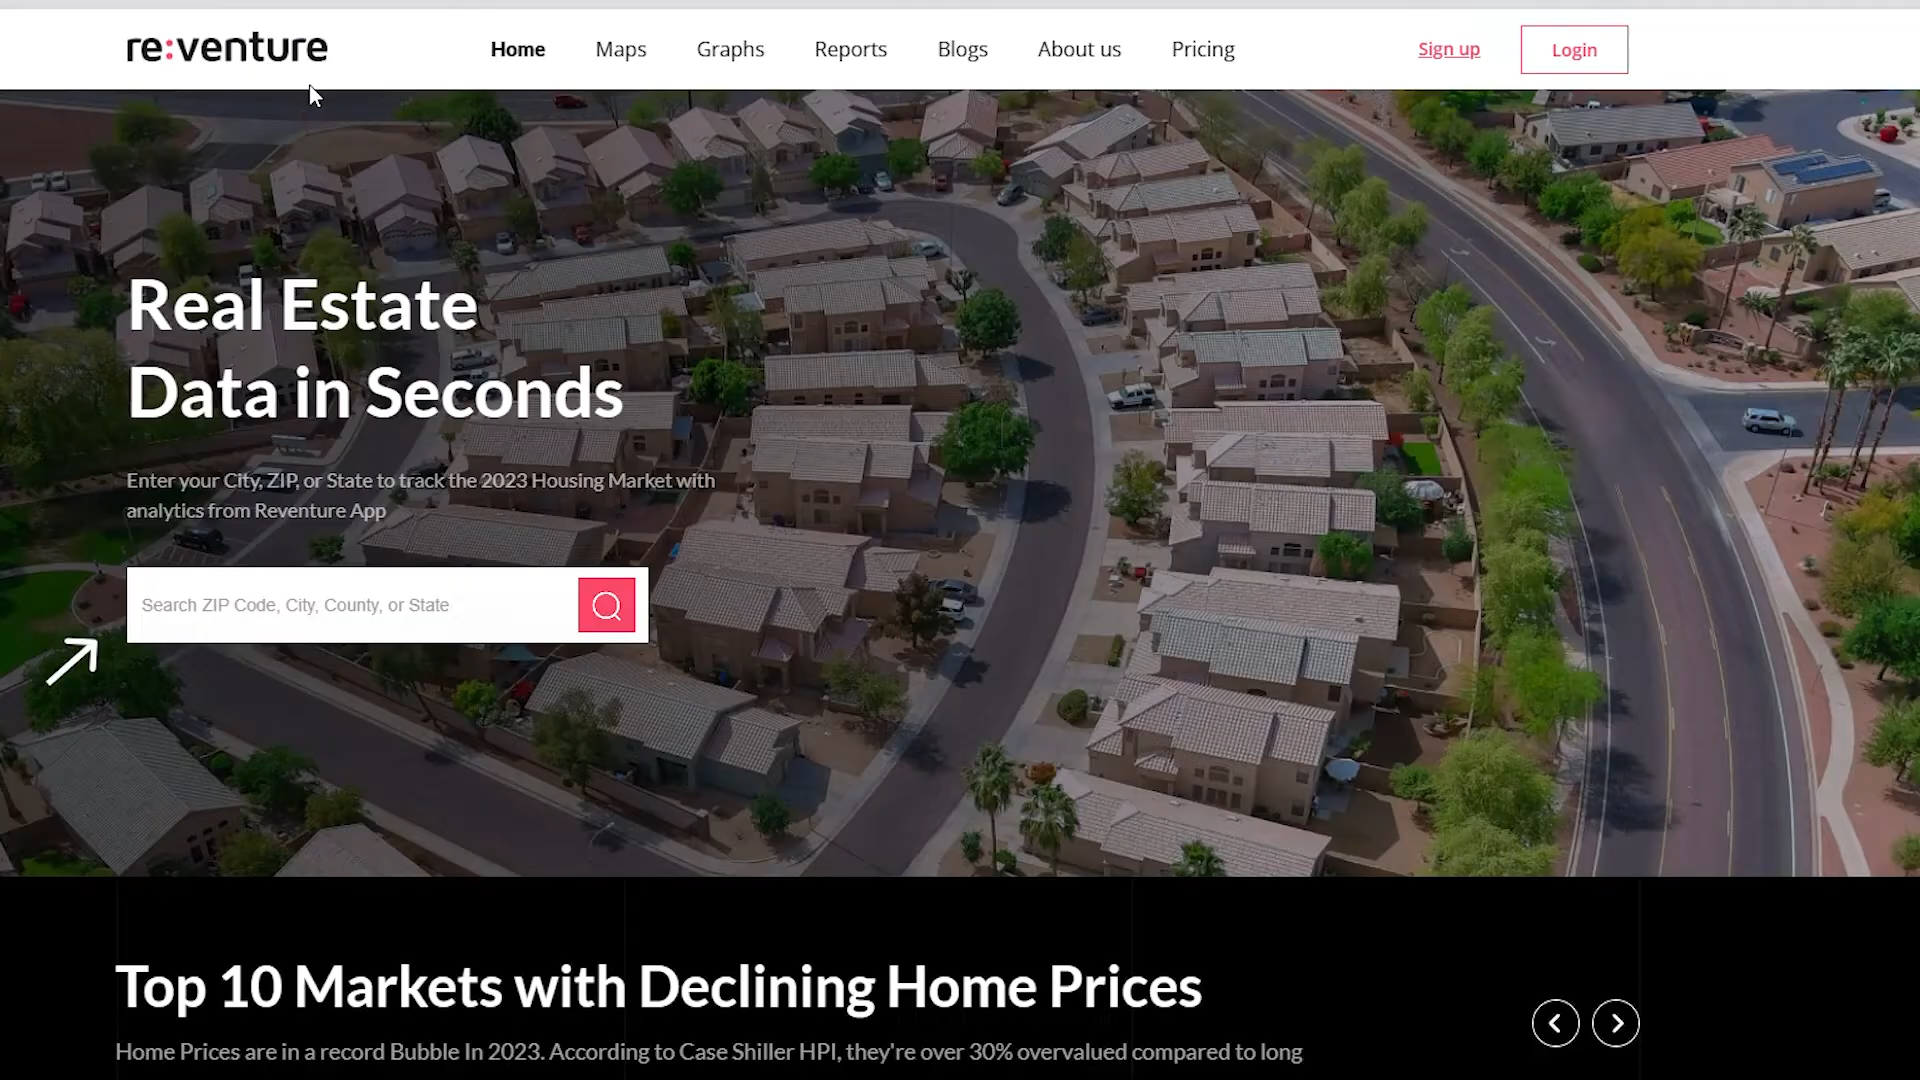 re:venture
Home Maps Graphs Reports Blogs About us Pricing Sign up Login
Real Estate
Data in Seconds
Enter your City, ZIP, or State to track the 2023 Housing Market with
analytics from Reventure App
Search ZIP Code, City, County, or State
Top 10 Markets with Declining Home Prices
Home Prices are in a record Bubble In 2023. According to Case Shiller HPI, they're over 30% overvalued compared to long